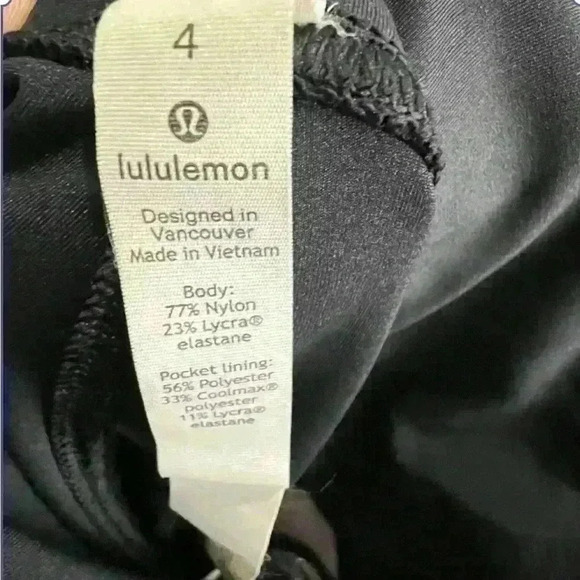 4
lululemon
Designed in
Vancouver
Made in Vietnam
Body:
77% Nylon
23% Lycra®
elastane
Pocket lining:
56% Polyester
33% Coolmax®
polyester
11% Lycra®
elastane